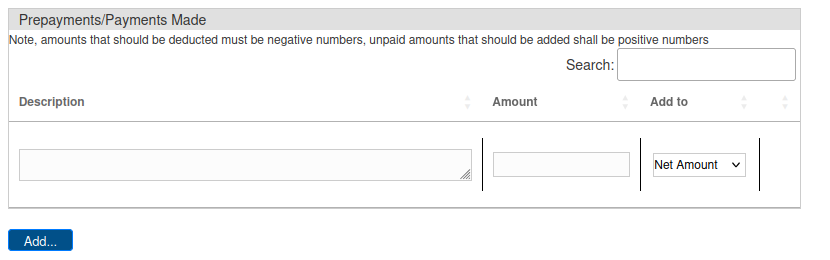 Prepayments/Payments Made
Note, amounts that should be deducted must be negative numbers, unpaid amounts that should be added shall be positive numbers
Search:
Description Amount Add to
Net Amount
Add...